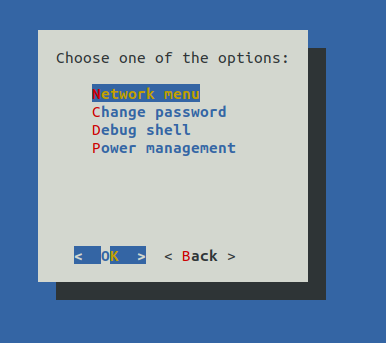 Choose one of the options:
Network menu
Change password
Debug shell
Power management
<  OK  >  < Back >